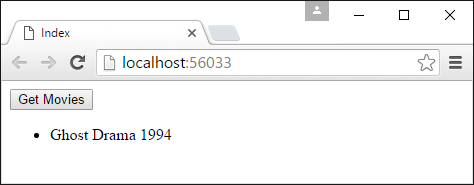 Index
localhost:56033
Get Movies
Ghost Drama 1994